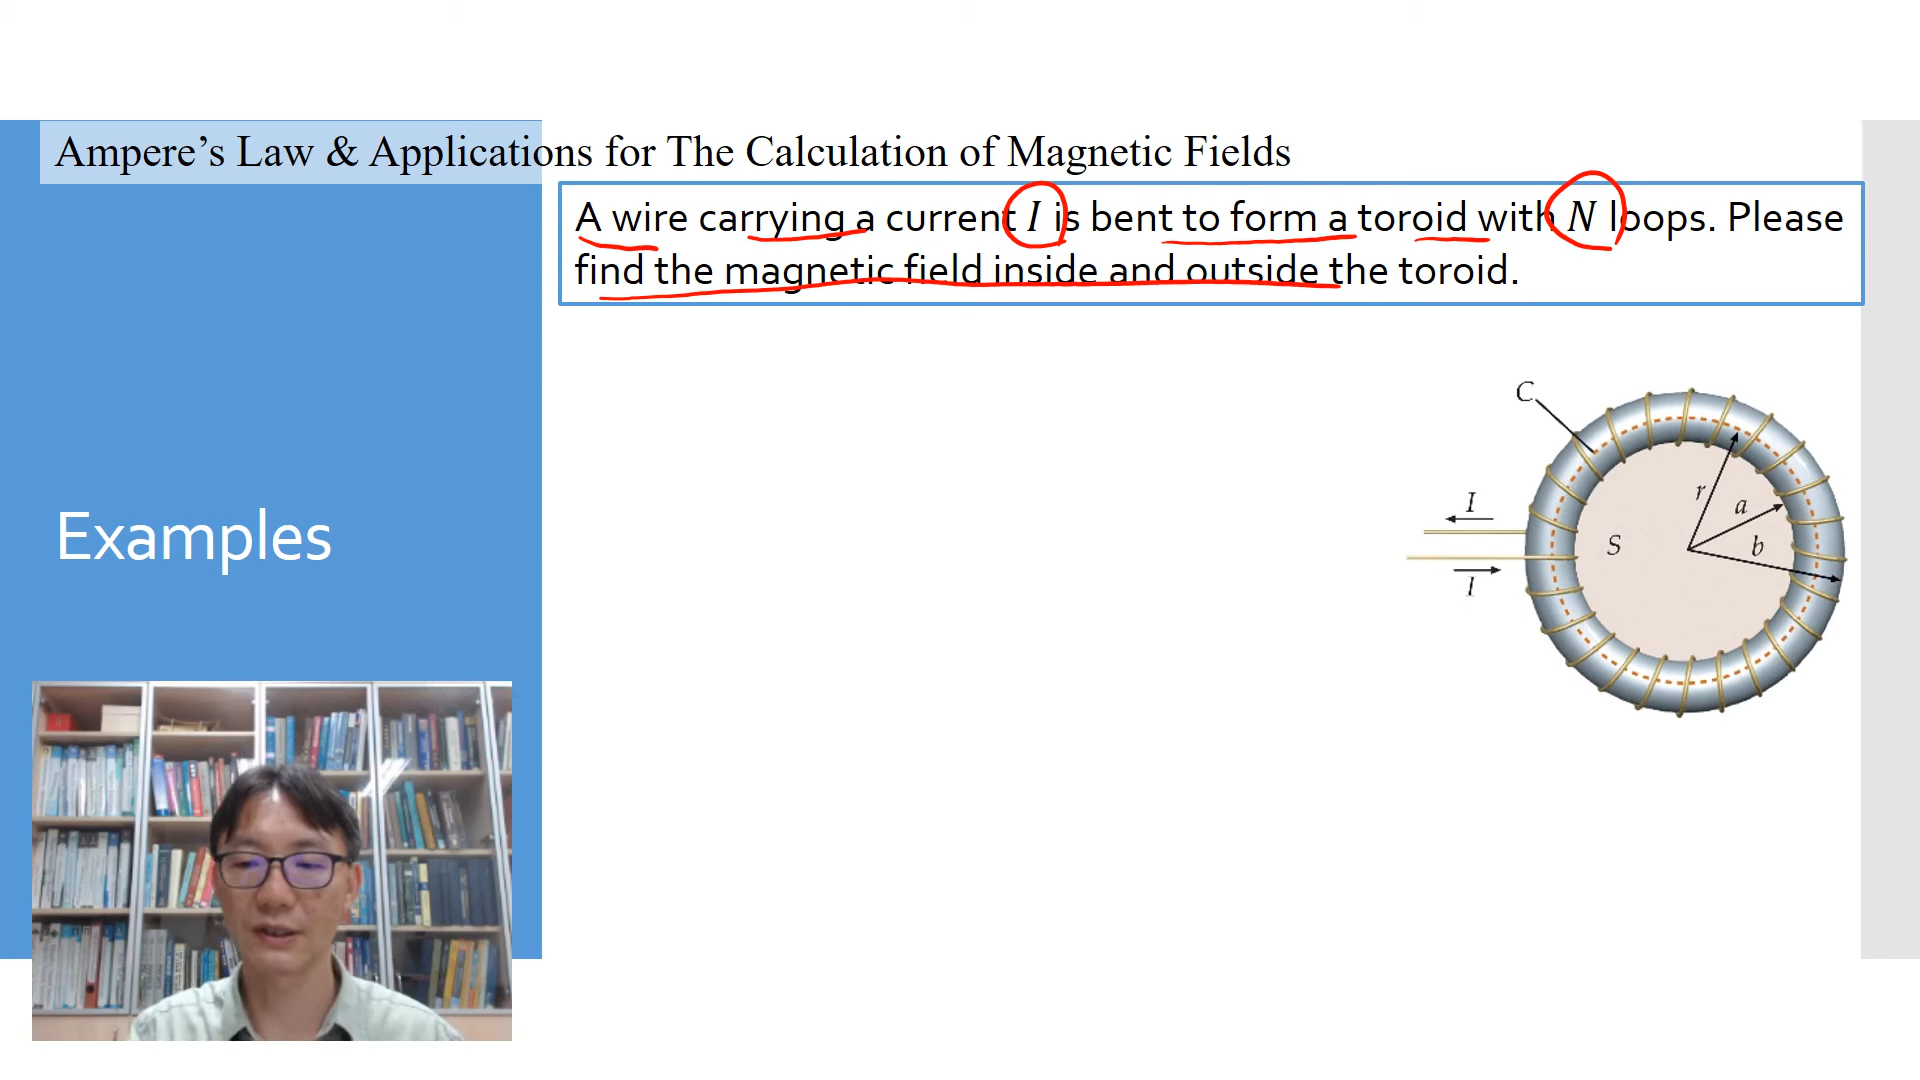 Ampere's Law & Applications for The Calculation of Magnetic Fields
A wire carrying a current I is bent to form a toroid with N loops. Please
find the magnetic field inside and outside the toroid.
Examples
C
r
a
b
S
I
I